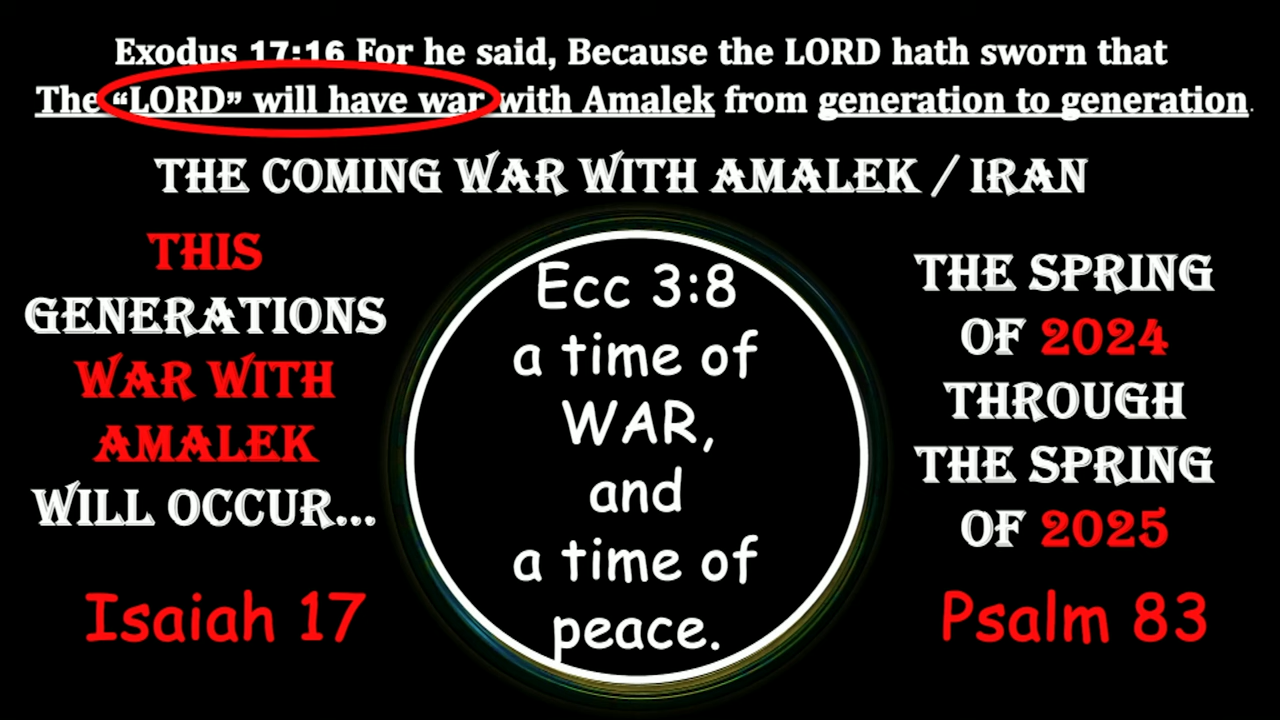 Exodus 17:16 For he said, Because the LORD hath sworn that
The “LORD” will have war with Amalek from generation to generation.
THE COMING WAR WITH AMALEK / IRAN
THIS
GENERATIONS
WAR WITH
AMALEK
WILL OCCUR...
Isaiah 17
Ecc 3:8
a time of
WAR,
and
a time of
peace.
THE SPRING
OF 2024
THROUGH
THE SPRING
OF 2025
Psalm 83